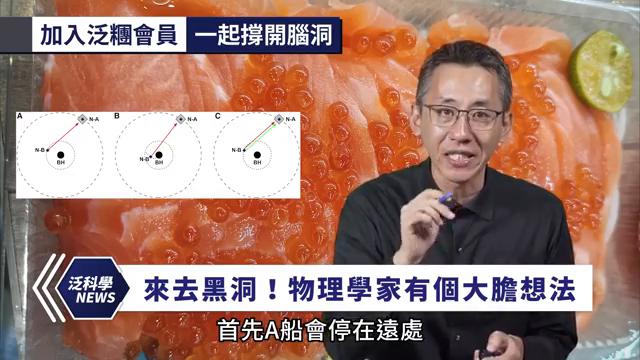 加入泛糰會員 一起撐開腦洞
A B C
N-A N-A N-A
N-B N-B N-B
BH BH BH
泛科學
NEWS
來去黑洞！物理學家有個大膽想法
首先A船會停在遠處